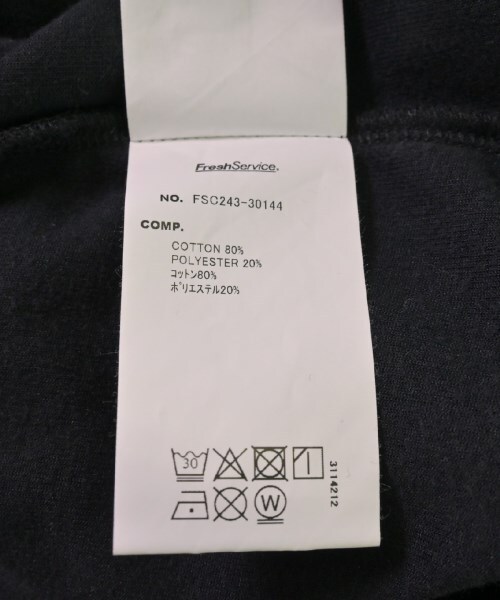 FreshService.
NO. FSC243-30144
COMP.
COTTON 80%
POLYESTER 20%
コットン80%
ポリエステル20%
30
W
3114212